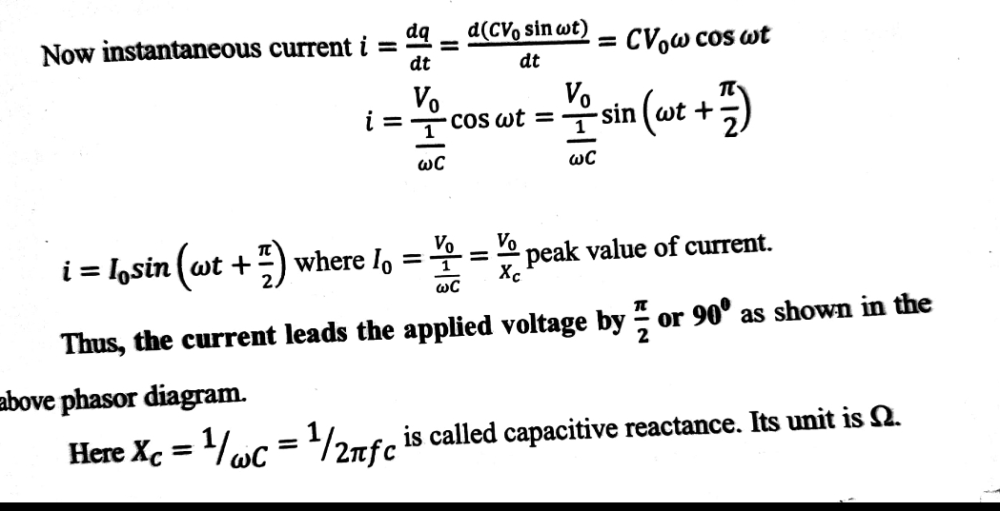 Now instantaneous current i = dq/dt = d(CV₀ sin ωt)/dt = CV₀ω cos ωt
i = V₀/(1/ωC) cos ωt = V₀/(1/ωC) sin (ωt + π/2)
i = I₀sin (ωt + π/2) where I₀ = V₀/(1/ωC) = V₀/X꜀ peak value of current.
Thus, the current leads the applied voltage by π/2 or 90⁰ as shown in the
above phasor diagram.
Here X_C = 1/ωC = 1/2πfc is called capacitive reactance. Its unit is Ω.